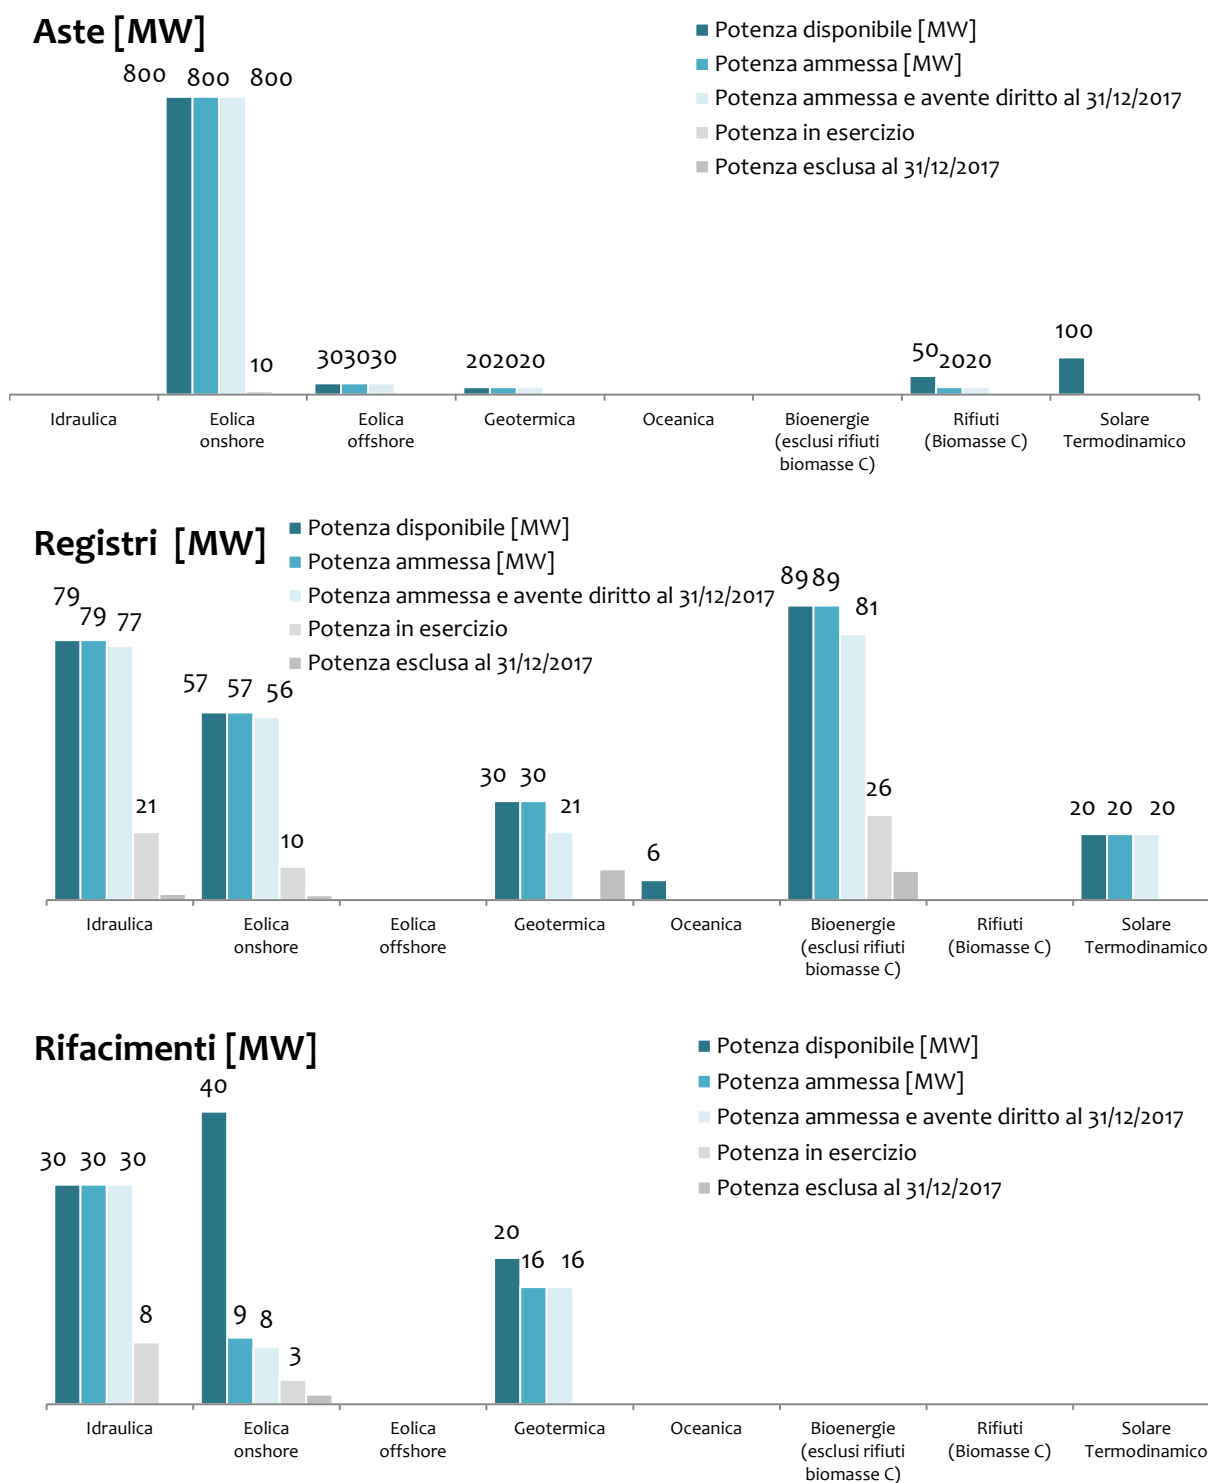 Aste [MW]
Potenza disponibile [MW]
Potenza ammessa [MW]
Potenza ammessa e avente diritto al 31/12/2017
Potenza in esercizio
Potenza esclusa al 31/12/2017
800 800 800
10
30 30 30
20 20 20
50
20 20
100
Idraulica
Eolica
onshore
Eolica
offshore
Geotermica
Oceanica
Bioenergie
(esclusi rifiuti
biomasse C)
Rifiuti
(Biomasse C)
Solare
Termodinamico
Registri [MW]
Potenza disponibile [MW]
Potenza ammessa [MW]
Potenza ammessa e avente diritto al 31/12/2017
Potenza in esercizio
Potenza esclusa al 31/12/2017
79
79 77
21
57 57 56
10
30 30
21
6
89 89
81
26
20 20 20
Idraulica
Eolica
onshore
Eolica
offshore
Geotermica
Oceanica
Bioenergie
(esclusi rifiuti
biomasse C)
Rifiuti
(Biomasse C)
Solare
Termodinamico
Rifacimenti [MW]
Potenza disponibile [MW]
Potenza ammessa [MW]
Potenza ammessa e avente diritto al 31/12/2017
Potenza in esercizio
Potenza esclusa al 31/12/2017
30 30 30
8
40
9 8
3
20
16 16
Idraulica
Eolica
onshore
Eolica
offshore
Geotermica
Oceanica
Bioenergie
(esclusi rifiuti
biomasse C)
Rifiuti
(Biomasse C)
Solare
Termodinamico